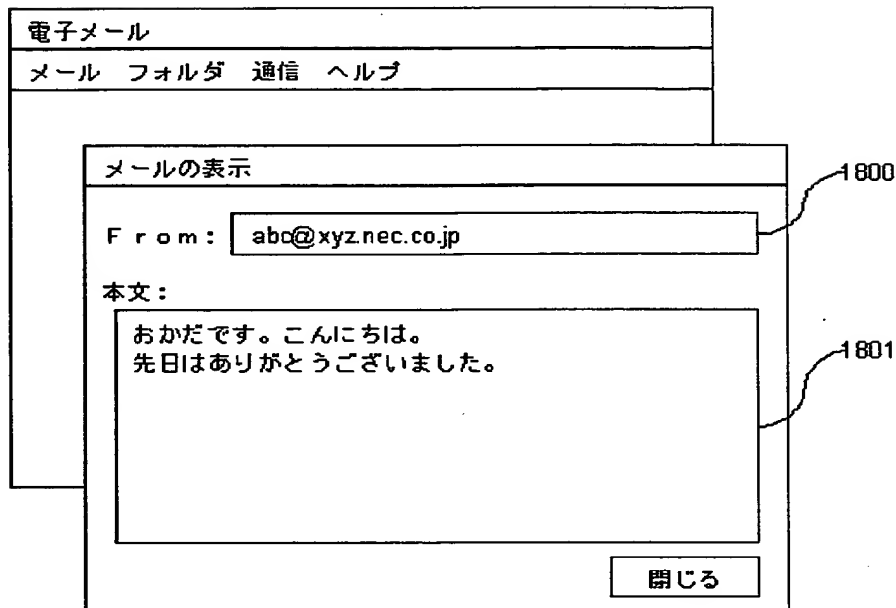 電子メール
メール フォルダ 通信 ヘルプ
メールの表示
1800
From: abc@xyz.nec.co.jp
本文:
おかだです。こんにちは。
先日はありがとうございました。
1801
閉じる